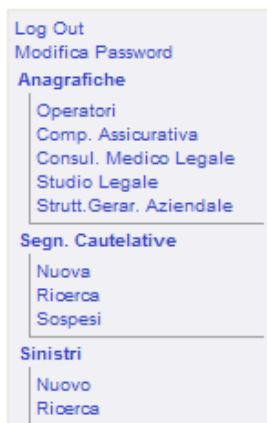 Log Out
Modifica Password
Anagrafiche
Operatori
Comp. Assicurativa
Consul. Medico Legale
Studio Legale
Strutt.Gerar. Aziendale
Segn. Cautelative
Nuova
Ricerca
Sospesi
Sinistri
Nuovo
Ricerca